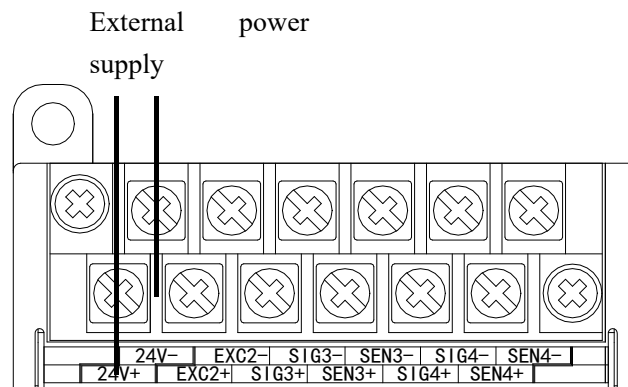 External power
supply
24V- EXC2- SIG3- SEN3- SIG4- SEN4-
24V+ EXC2+ SIG3+ SEN3+ SIG4+ SEN4+